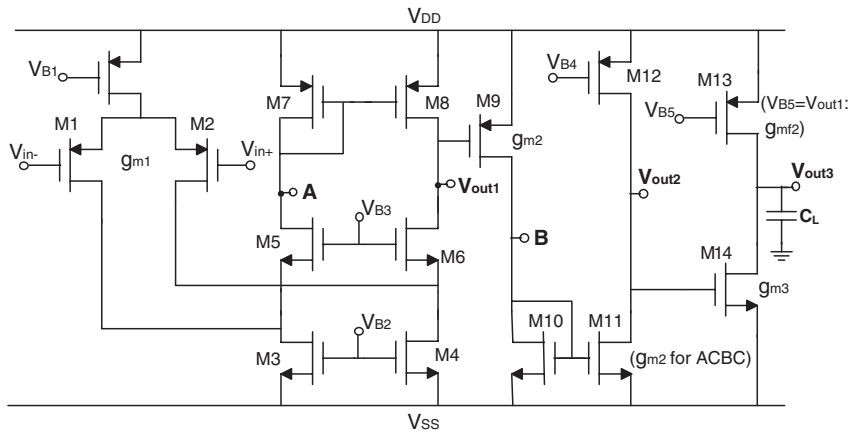 VDD
VB1
VB4
M12
M13
M7
M8
M9
VB5
(VB5=Vout1:
gmf2)
M1
M2
gm2
Vin-
gm1
Vin+
A
Vout1
Vout2
Vout3
VB3
B
CL
M5
M6
M14
gm3
VB2
M10
M11
M3
M4
(gm2 for ACBC)
VSS